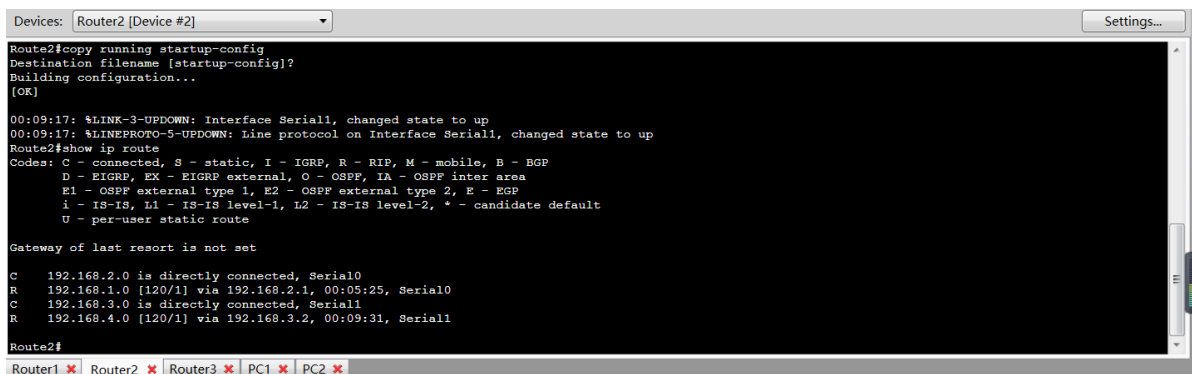 Devices: Router2 [Device #2] Settings...
Route2#copy running startup-config
Destination filename [startup-config]?
Building configuration...
[OK]
00:09:17: %LINK-3-UPDOWN: Interface Serial1, changed state to up
00:09:17: %LINEPROTO-5-UPDOWN: Line protocol on Interface Serial1, changed state to up
Route2#show ip route
Codes: C - connected, S - static, I - IGRP, R - RIP, M - mobile, B - BGP
D - EIGRP, EX - EIGRP external, O - OSPF, IA - OSPF inter area
E1 - OSPF external type 1, E2 - OSPF external type 2, E - EGP
i - IS-IS, L1 - IS-IS level-1, L2 - IS-IS level-2, * - candidate default
U - per-user static route
Gateway of last resort is not set
C 192.168.2.0 is directly connected, Serial0
R 192.168.1.0 [120/1] via 192.168.2.1, 00:05:25, Serial0
C 192.168.3.0 is directly connected, Serial1
R 192.168.4.0 [120/1] via 192.168.3.2, 00:09:31, Serial1
Route2#
Router1 Router2 Router3 PC1 PC2